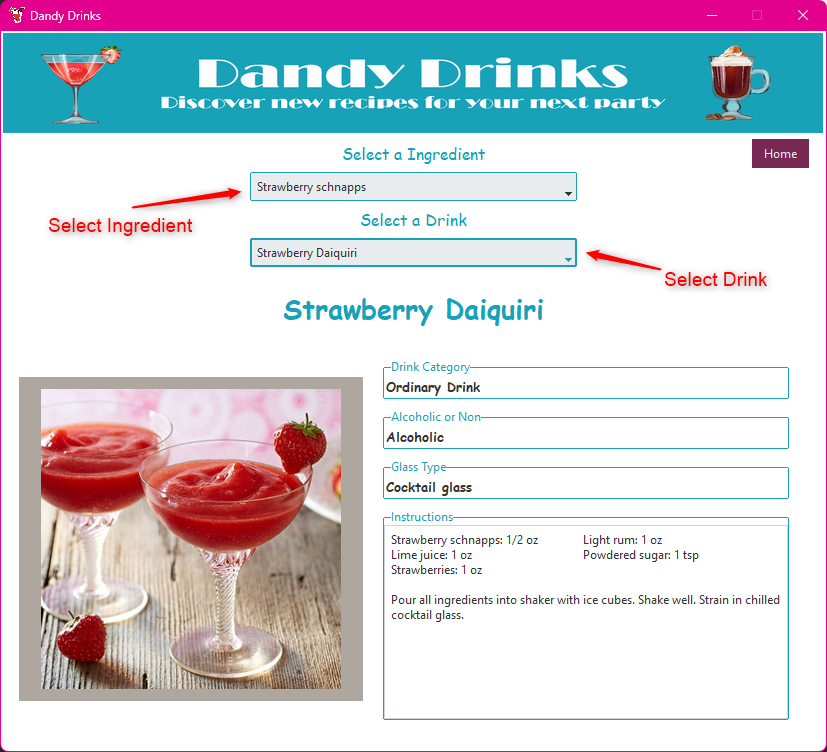 Dandy Drinks
Dandy Drinks
Discover new recipes for your next party
Home
Select a Ingredient
Strawberry schnapps
Select Ingredient
Select a Drink
Strawberry Daiquiri
Select Drink
Strawberry Daiquiri
Drink Category
Ordinary Drink
Alcoholic or Non
Alcoholic
Glass Type
Cocktail glass
Instructions
Strawberry schnapps: 1/2 oz Light rum: 1 oz
Lime juice: 1 oz Powdered sugar: 1 tsp
Strawberries: 1 oz
Pour all ingredients into shaker with ice cubes. Shake well. Strain in chilled
cocktail glass.